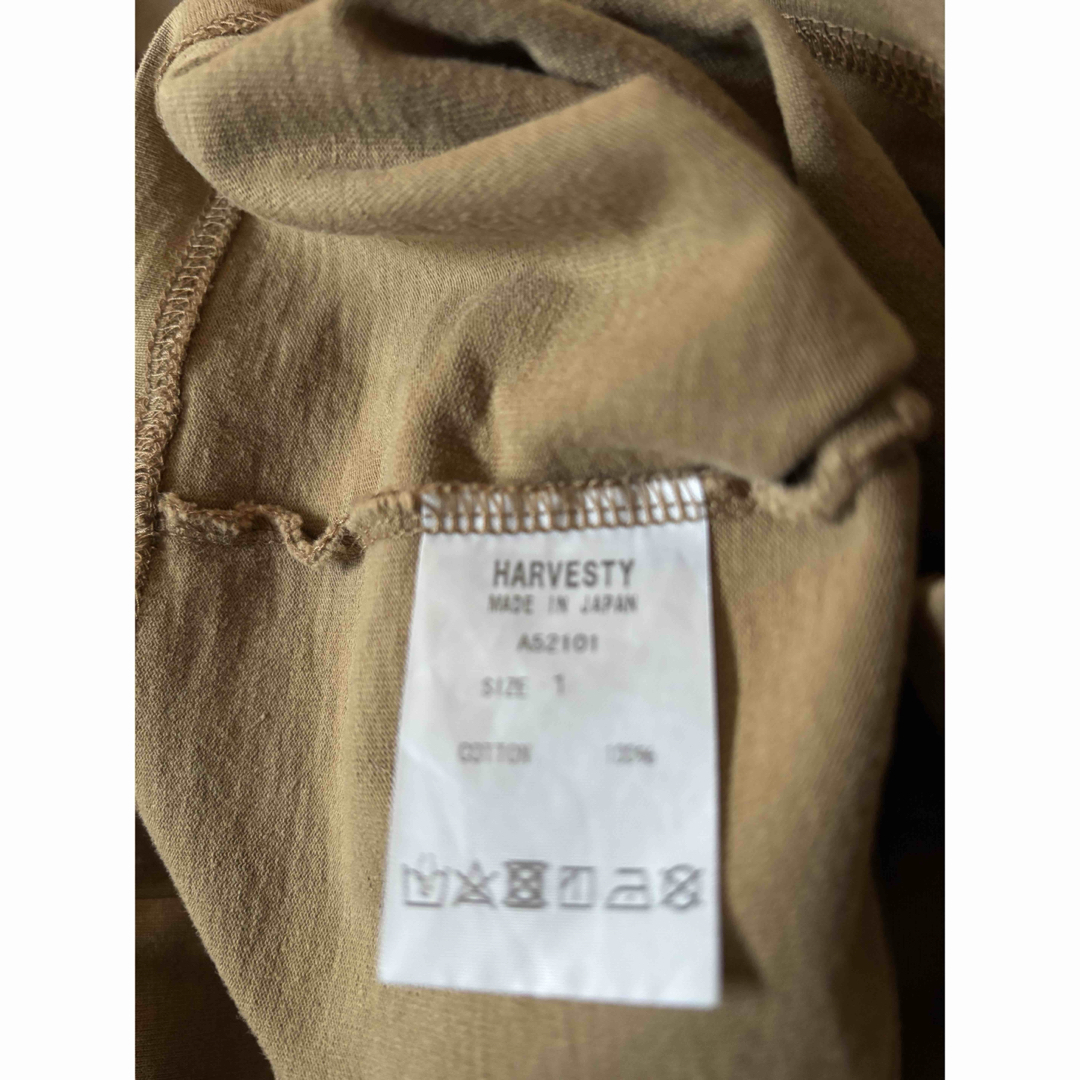 HARVESTY
MADE IN JAPAN
A52101
SIZE 1
COTTON 100%